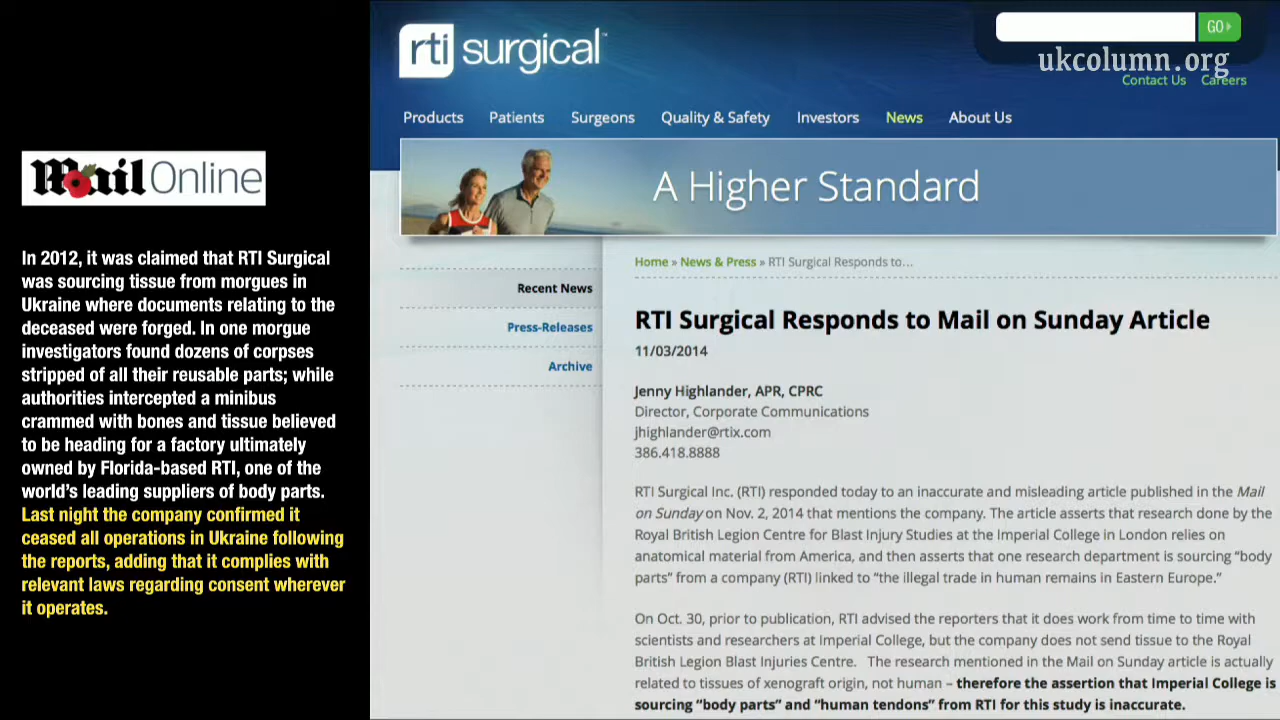 rti surgical™
GO
ukcolumn.org
Contact Us Careers
Products Patients Surgeons Quality & Safety Investors News About Us
A Higher Standard
Mail Online
In 2012, it was claimed that RTI Surgical
was sourcing tissue from morgues in
Ukraine where documents relating to the
deceased were forged. In one morgue
investigators found dozens of corpses
stripped of all their reusable parts; while
authorities intercepted a minibus
crammed with bones and tissue believed
to be heading for a factory ultimately
owned by Florida-based RTI, one of the
world's leading suppliers of body parts.
Last night the company confirmed it
ceased all operations in Ukraine following
the reports, adding that it complies with
relevant laws regarding consent wherever
it operates.
Recent News
Press-Releases
Archive
Home » News & Press » RTI Surgical Responds to…
RTI Surgical Responds to Mail on Sunday Article
11/03/2014
Jenny Highlander, APR, CPRC
Director, Corporate Communications
jhighlander@rtix.com
386.418.8888
RTI Surgical Inc. (RTI) responded today to an inaccurate and misleading article published in the Mail
on Sunday on Nov. 2, 2014 that mentions the company. The article asserts that research done by the
Royal British Legion Centre for Blast Injury Studies at the Imperial College in London relies on
anatomical material from America, and then asserts that one research department is sourcing “body
parts” from a company (RTI) linked to “the illegal trade in human remains in Eastern Europe.”
On Oct. 30, prior to publication, RTI advised the reporters that it does work from time to time with
scientists and researchers at Imperial College, but the company does not send tissue to the Royal
British Legion Blast Injuries Centre. The research mentioned in the Mail on Sunday article is actually
related to tissues of xenograft origin, not human – therefore the assertion that Imperial College is
sourcing “body parts” and “human tendons” from RTI for this study is inaccurate.